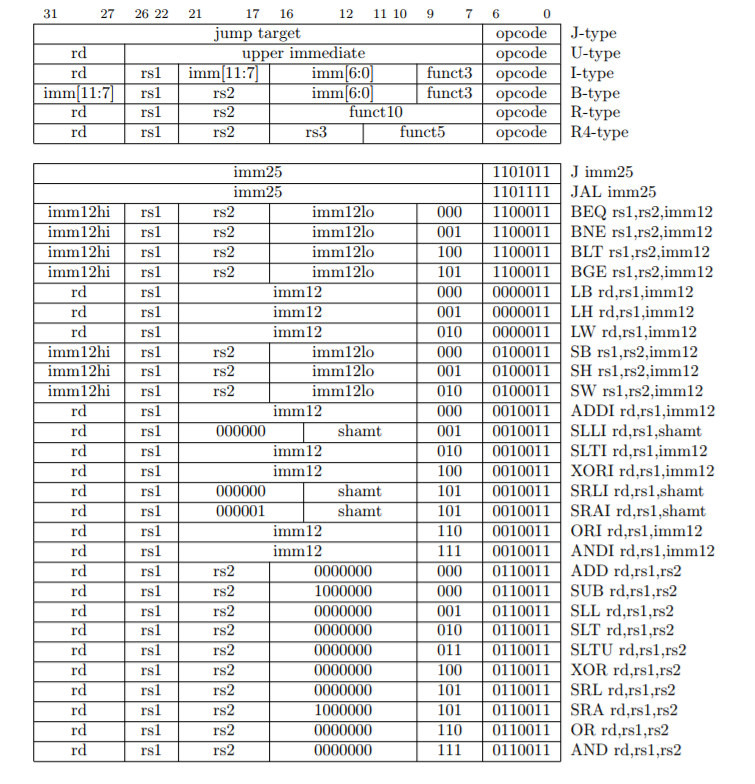 31 27 26 22 21 17 16 12 11 10 9 7 6 0
jump target opcode J-type
rd upper immediate opcode U-type
rd rs1 imm[11:7] imm[6:0] funct3 opcode I-type
imm[11:7] rs1 rs2 imm[6:0] funct3 opcode B-type
rd rs1 rs2 funct10 opcode R-type
rd rs1 rs2 rs3 funct5 opcode R4-type
imm25 1101011 J imm25
imm25 1101111 JAL imm25
imm12hi rs1 rs2 imm12lo 000 1100011 BEQ rs1,rs2,imm12
imm12hi rs1 rs2 imm12lo 001 1100011 BNE rs1,rs2,imm12
imm12hi rs1 rs2 imm12lo 100 1100011 BLT rs1,rs2,imm12
imm12hi rs1 rs2 imm12lo 101 1100011 BGE rs1,rs2,imm12
rd rs1 imm12 000 0000011 LB rd,rs1,imm12
rd rs1 imm12 001 0000011 LH rd,rs1,imm12
rd rs1 imm12 010 0000011 LW rd,rs1,imm12
imm12hi rs1 rs2 imm12lo 000 0100011 SB rs1,rs2,imm12
imm12hi rs1 rs2 imm12lo 001 0100011 SH rs1,rs2,imm12
imm12hi rs1 rs2 imm12lo 010 0100011 SW rs1,rs2,imm12
rd rs1 imm12 000 0010011 ADDI rd,rs1,imm12
rd rs1 000000 shamt 001 0010011 SLLI rd,rs1,shamt
rd rs1 imm12 010 0010011 SLTI rd,rs1,imm12
rd rs1 imm12 100 0010011 XORI rd,rs1,imm12
rd rs1 000000 shamt 101 0010011 SRLI rd,rs1,shamt
rd rs1 000001 shamt 101 0010011 SRAI rd,rs1,shamt
rd rs1 imm12 110 0010011 ORI rd,rs1,imm12
rd rs1 imm12 111 0010011 ANDI rd,rs1,imm12
rd rs1 rs2 0000000 000 0110011 ADD rd,rs1,rs2
rd rs1 rs2 1000000 000 0110011 SUB rd,rs1,rs2
rd rs1 rs2 0000000 001 0110011 SLL rd,rs1,rs2
rd rs1 rs2 0000000 010 0110011 SLT rd,rs1,rs2
rd rs1 rs2 0000000 011 0110011 SLTU rd,rs1,rs2
rd rs1 rs2 0000000 100 0110011 XOR rd,rs1,rs2
rd rs1 rs2 0000000 101 0110011 SRL rd,rs1,rs2
rd rs1 rs2 1000000 101 0110011 SRA rd,rs1,rs2
rd rs1 rs2 0000000 110 0110011 OR rd,rs1,rs2
rd rs1 rs2 0000000 111 0110011 AND rd,rs1,rs2